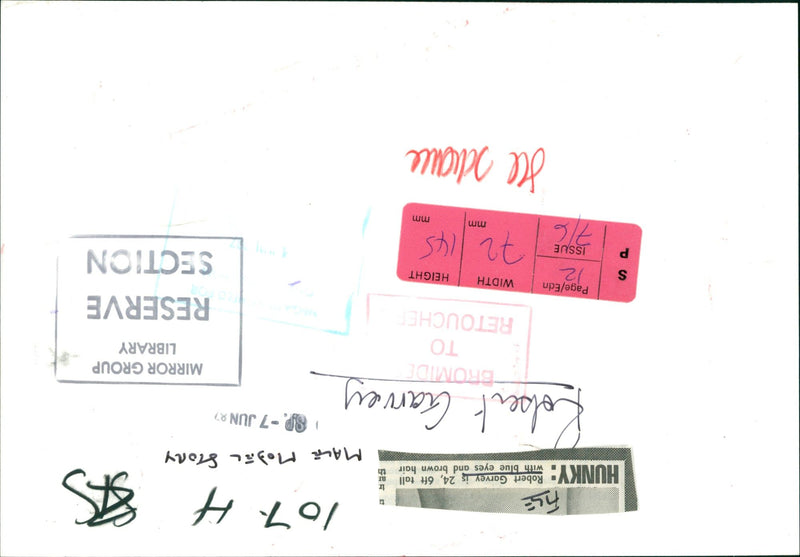 107-H
FILE
HUNKY: Robert Garvey is 24, 6ft tall
with blue eyes and brown hair
MALE MODEL STORY
SP. -7 JUN
Robert Garvey
MIRROR GROUP
LIBRARY
RESERVE
SECTION
BROMIDE
TO
RETOUCHER
S
P
Page/Edn
12
ISSUE
7/6
WIDTH
72
mm
HEIGHT
145
mm
see